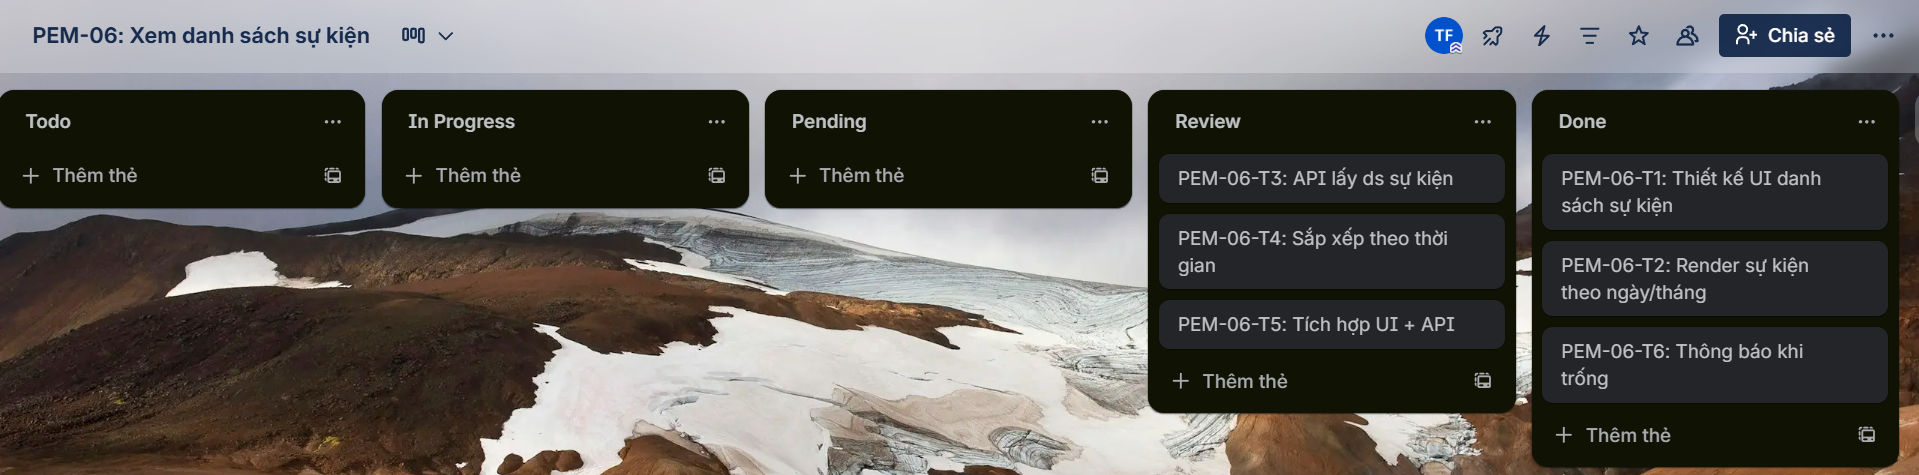 PEM-06: Xem danh sách sự kiện
TF
Chia sẻ
Todo
Thêm thẻ
In Progress
Thêm thẻ
Pending
Thêm thẻ
Review
PEM-06-T3: API lấy ds sự kiện
PEM-06-T4: Sắp xếp theo thời
gian
PEM-06-T5: Tích hợp UI + API
Thêm thẻ
Done
PEM-06-T1: Thiết kế UI danh
sách sự kiện
PEM-06-T2: Render sự kiện
theo ngày/tháng
PEM-06-T6: Thông báo khi
trống
Thêm thẻ